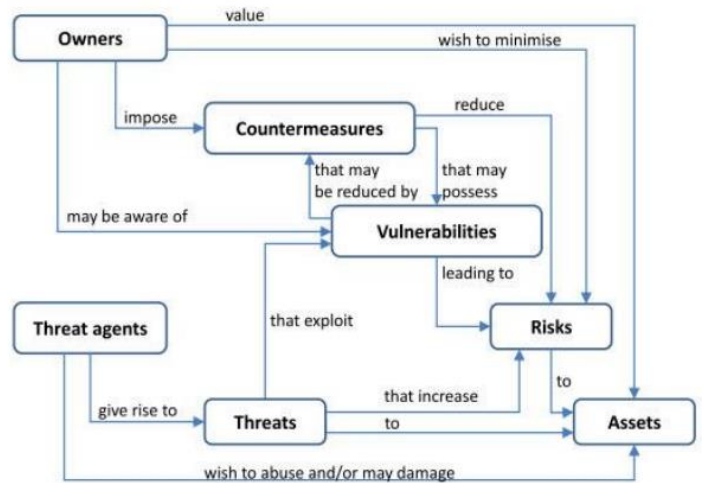 value
Owners
wish to minimise
reduce
impose
Countermeasures
that may
be reduced by
that may
possess
may be aware of
Vulnerabilities
leading to
Threat agents
that exploit
Risks
to
that increase
give rise to
Threats
to
Assets
wish to abuse and/or may damage